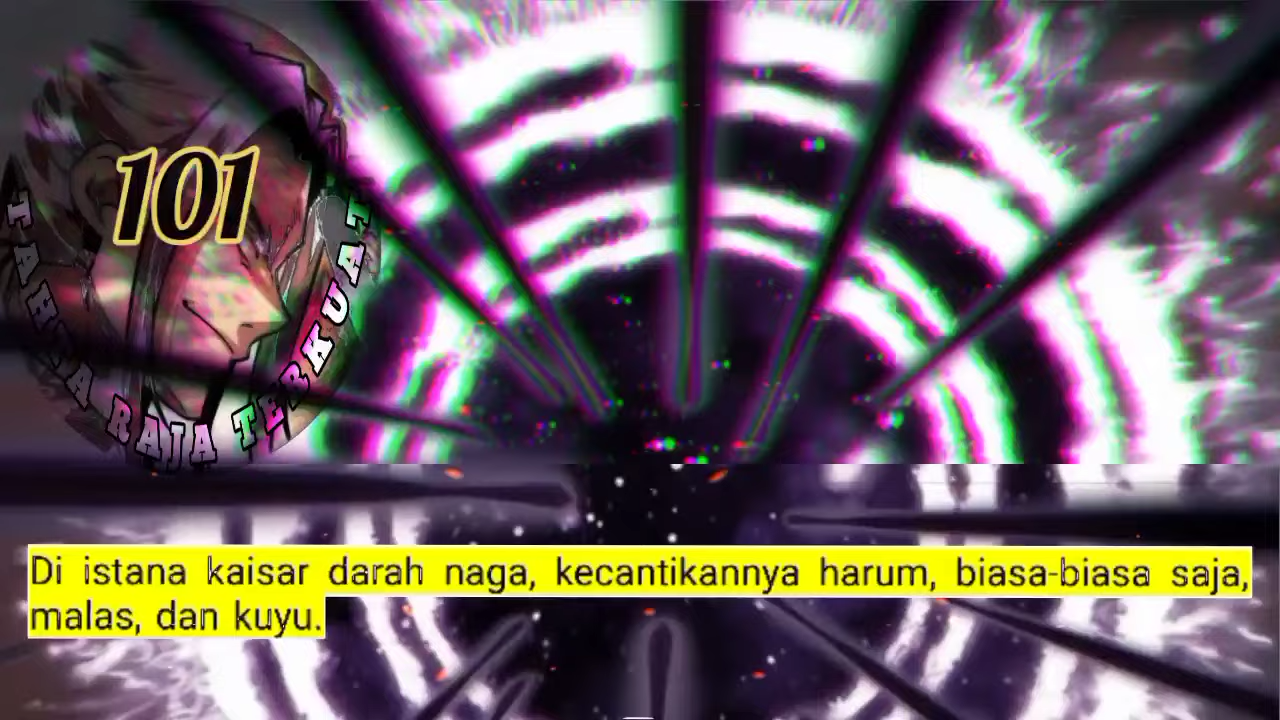 101
TAHTA RAJA TERKUAT
Di istana kaisar darah naga, kecantikannya harum, biasa-biasa saja,
malas, dan kuyu.